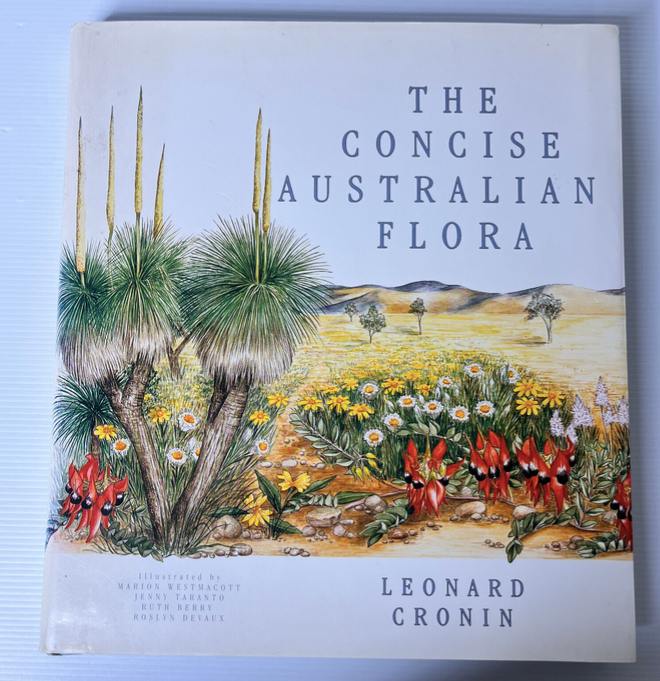 THE
CONCISE
AUSTRALIAN
FLORA
Illustrated by
MARION WESTMACOTT
JENNY TARANTO
RUTH BERRY
ROSLYN DEVAUX
LEONARD
CRONIN